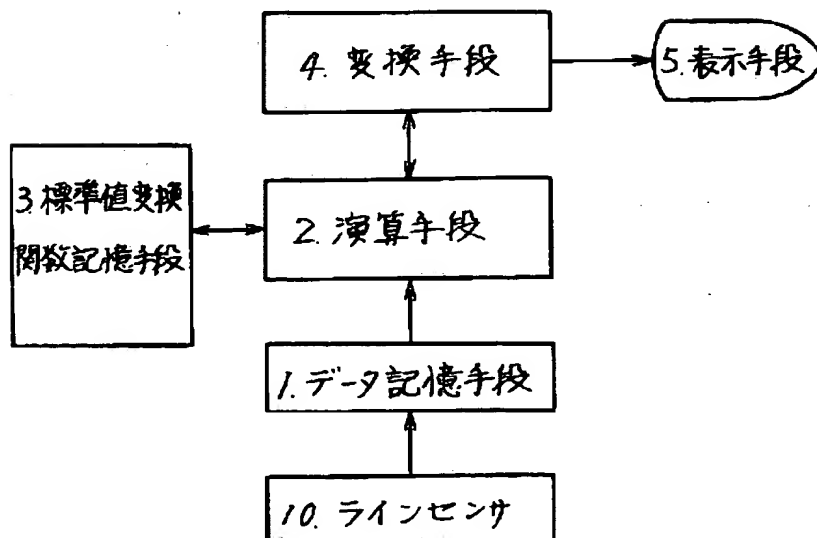 4. 変換手段
5. 表示手段
3. 標準値変換
関数記憶手段
2. 演算手段
1. データ記憶手段
10. ラインセンサ